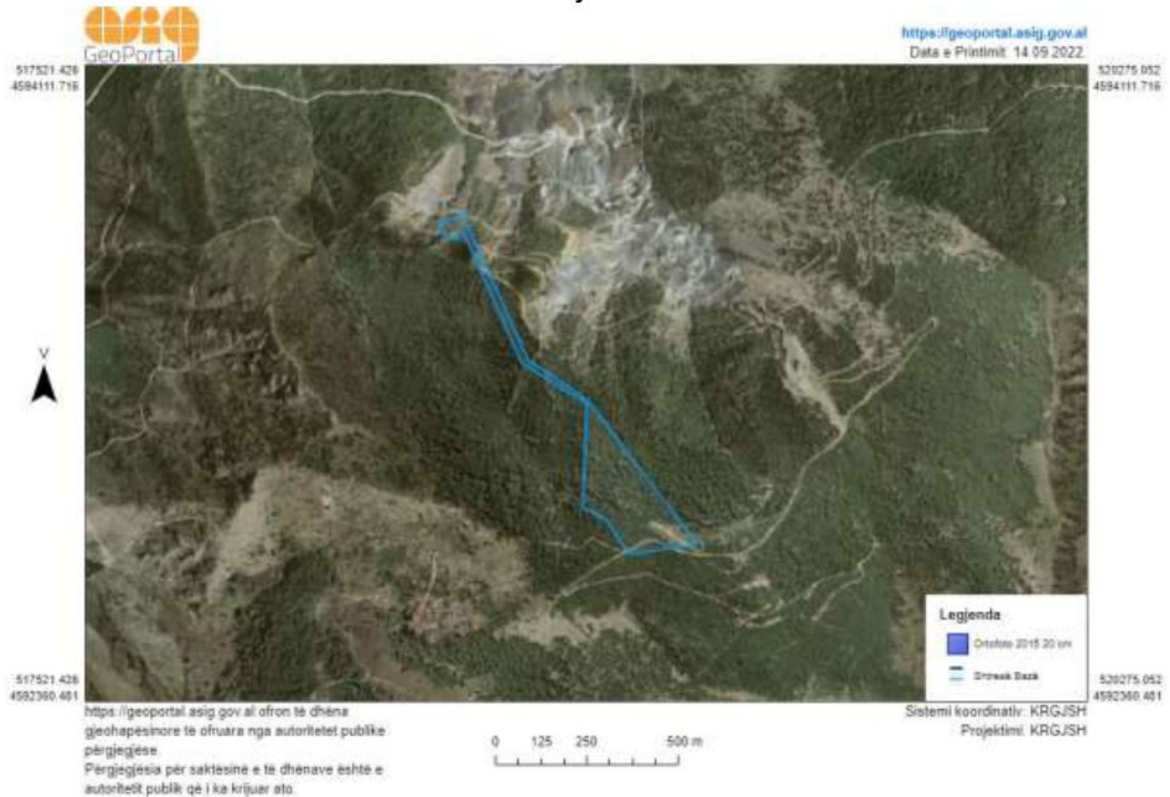 asig
GeoPortal
https://geoportal.asig.gov.al
Data e Printimit: 14.09.2022
517521.426
4594111.716
520275.052
4594111.716
V
Legjenda
Ortofoto 2015 20 cm
Shtresë Bazë
517521.426
4592360.481
520275.052
4592360.481
https://geoportal.asig.gov.al ofron të dhëna
gjeohapësinore të ofruara nga autoritetet publike
përgjegjëse.
Përgjegjësia për saktësinë e të dhënave është e
autoritetit publik që i ka krijuar ato.
0 125 250 500 m
Sistemi koordinativ: KRGJSH
Projektimi: KRGJSH